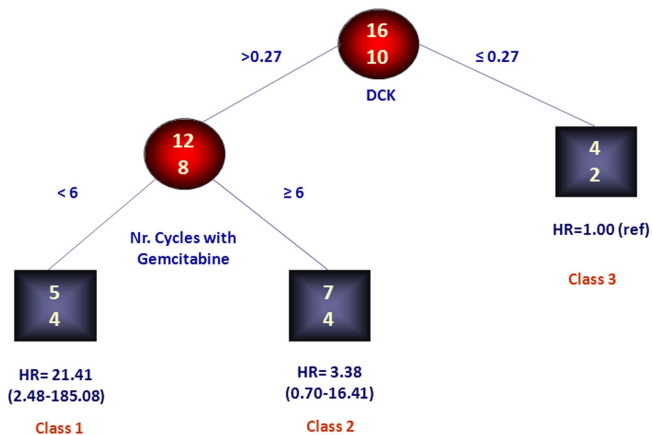 16
10
>0.27
≤ 0.27
DCK
12
8
4
2
< 6
≥ 6
HR=1.00 (ref)
Nr. Cycles with
Gemcitabine
Class 3
5
4
7
4
HR= 21.41
(2.48-185.08)
HR= 3.38
(0.70-16.41)
Class 1
Class 2